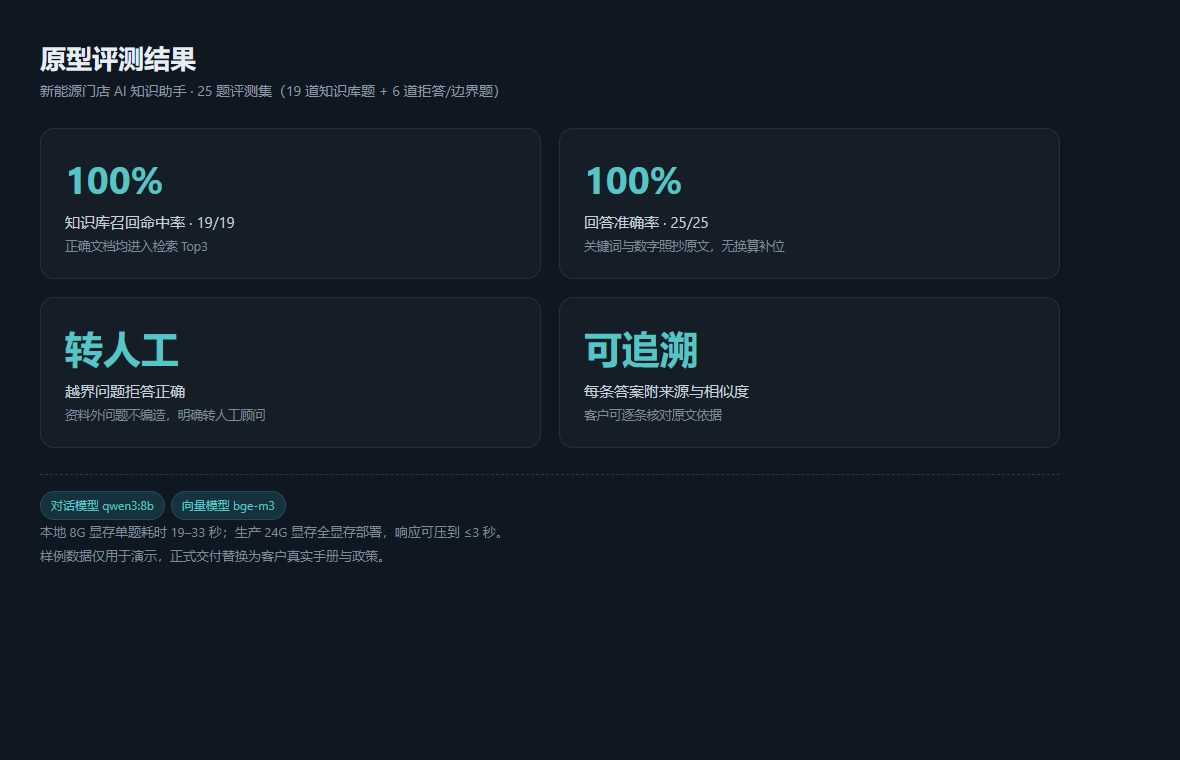 原型评测结果
新能源门店 AI 知识助手 · 25 题评测集（19 道知识库题 + 6 道拒答/边界题）
100%
知识库召回命中率 · 19/19
正确文档均进入检索 Top3
100%
回答准确率 · 25/25
关键词与数字照抄原文，无换算补位
转人工
越界问题拒答正确
资料外问题不编造，明确转人工顾问
可追溯
每条答案附来源与相似度
客户可逐条核对原文依据
对话模型 qwen3:8b
向量模型 bge-m3
本地 8G 显存单题耗时 19–33 秒；生产 24G 显存全显存部署，响应可压到 ≤3 秒。
样例数据仅用于演示，正式交付替换为客户真实手册与政策。